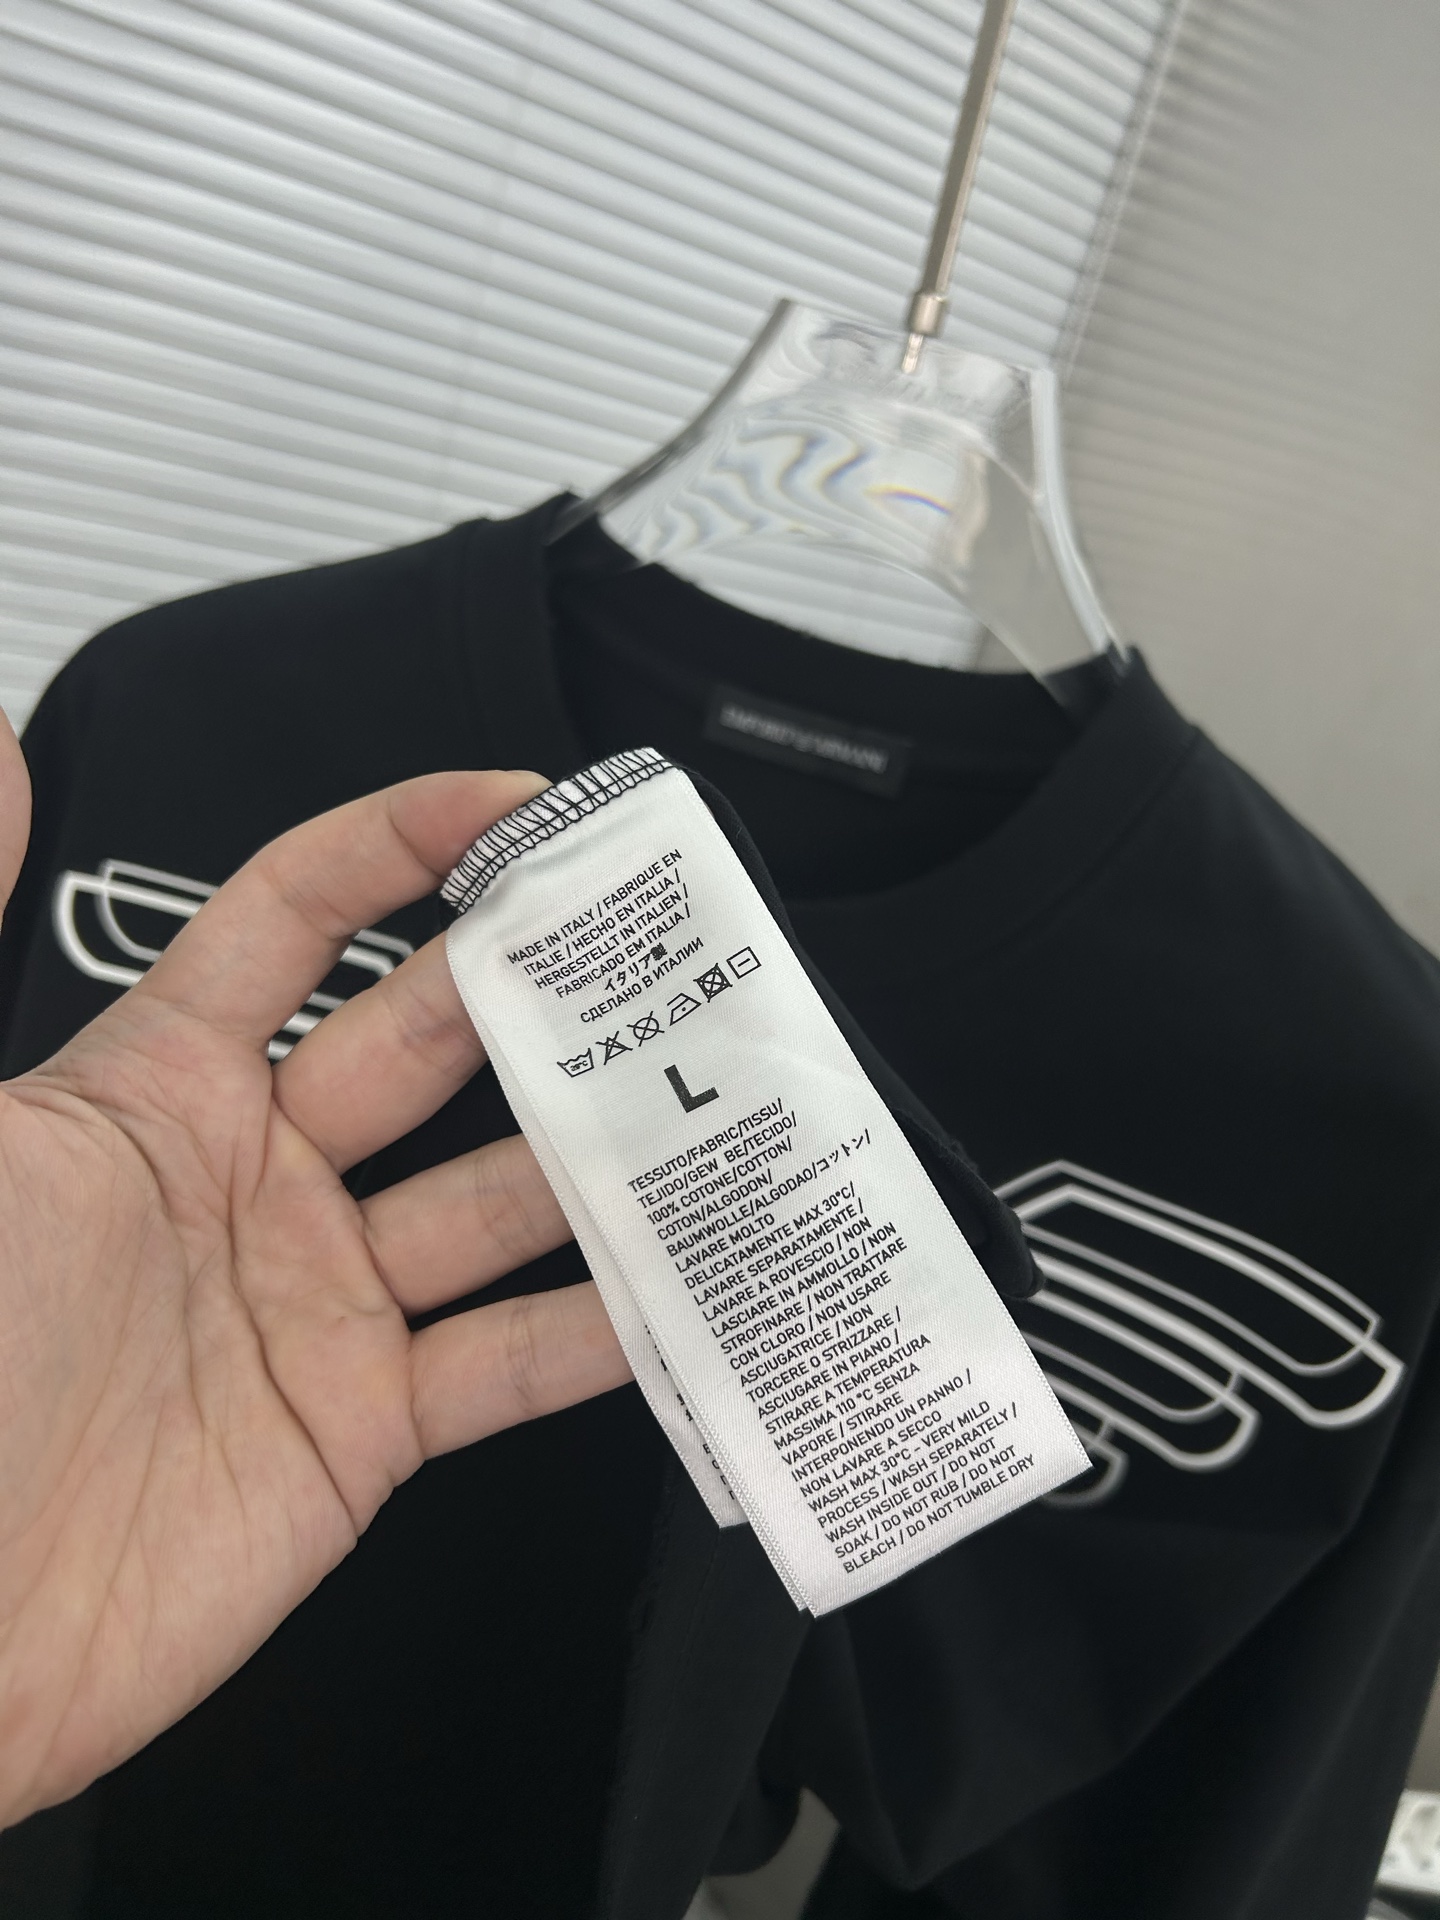 EMPORIO ARMANI
MADE IN ITALY / FABRIQUE EN
ITALIE / HECHO EN ITALIA /
HERGESTELLT IN ITALIEN /
FABRICADO EM ITALIA /
イタリア製
СДЕЛАНО В ИТАЛИИ
L
TESSUTO/FABRIC/TISSU/
TEJIDO/GEW BE/TECIDO/
100% COTONE/COTTON/
COTON/ALGODON/
BAUMWOLLE/ALGODAO/コットン/
LAVARE MOLTO
DELICATAMENTE MAX 30°C/
LAVARE SEPARATAMENTE /
LAVARE A ROVESCIO / NON
LASCIARE IN AMMOLLO / NON
STROFINARE / NON TRATTARE
CON CLORO / NON USARE
ASCIUGATRICE / NON
TORCERE O STRIZZARE /
ASCIUGARE IN PIANO /
STIRARE A TEMPERATURA
MASSIMA 110 °C SENZA
VAPORE / STIRARE
INTERPONENDO UN PANNO /
NON LAVARE A SECCO
WASH MAX 30°C - VERY MILD
PROCESS / WASH SEPARATELY /
WASH INSIDE OUT / DO NOT
SOAK / DO NOT RUB / DO NOT
BLEACH / DO NOT TUMBLE DRY